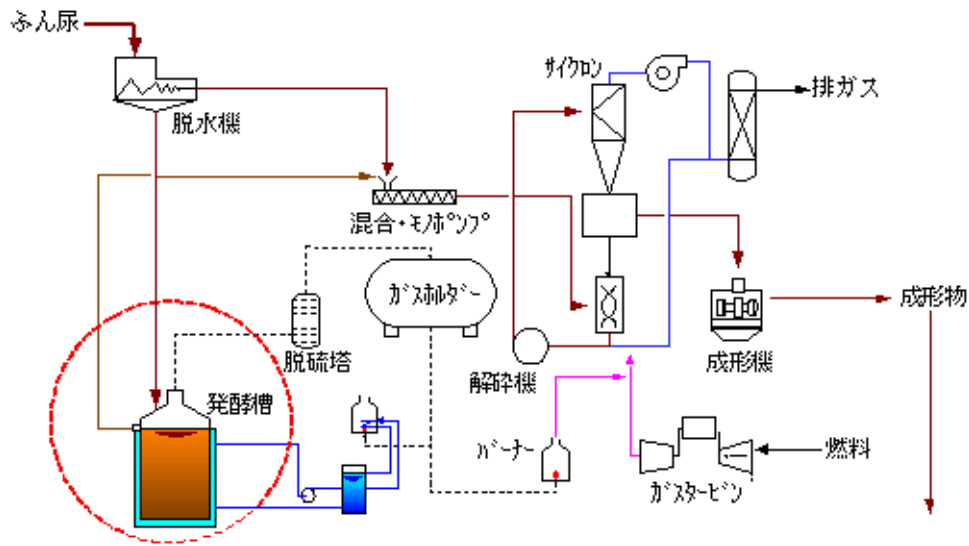 ふん尿
脱水機
サイクロン
排ガス
混合・モノポンプ
ガスホルダー
成形物
脱硫塔
解砕機
成形機
発酵槽
バーナー
燃料
ガスタービン